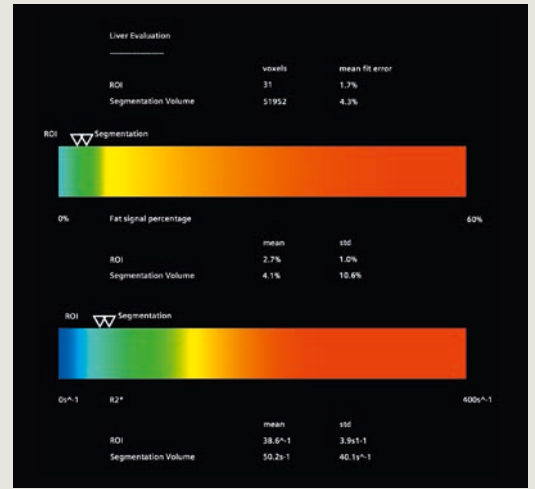 Liver Evaluation
voxels mean fit error
ROI 31 1.7%
Segmentation Volume 51952 4.3%
ROI Segmentation
0% Fat signal percentage 60%
mean std
ROI 2.7% 1.0%
Segmentation Volume 4.1% 10.6%
ROI Segmentation
0s^-1 R2* 400s^-1
mean std
ROI 38.6^-1 3.9s1-1
Segmentation Volume 50.2s-1 40.1s^-1